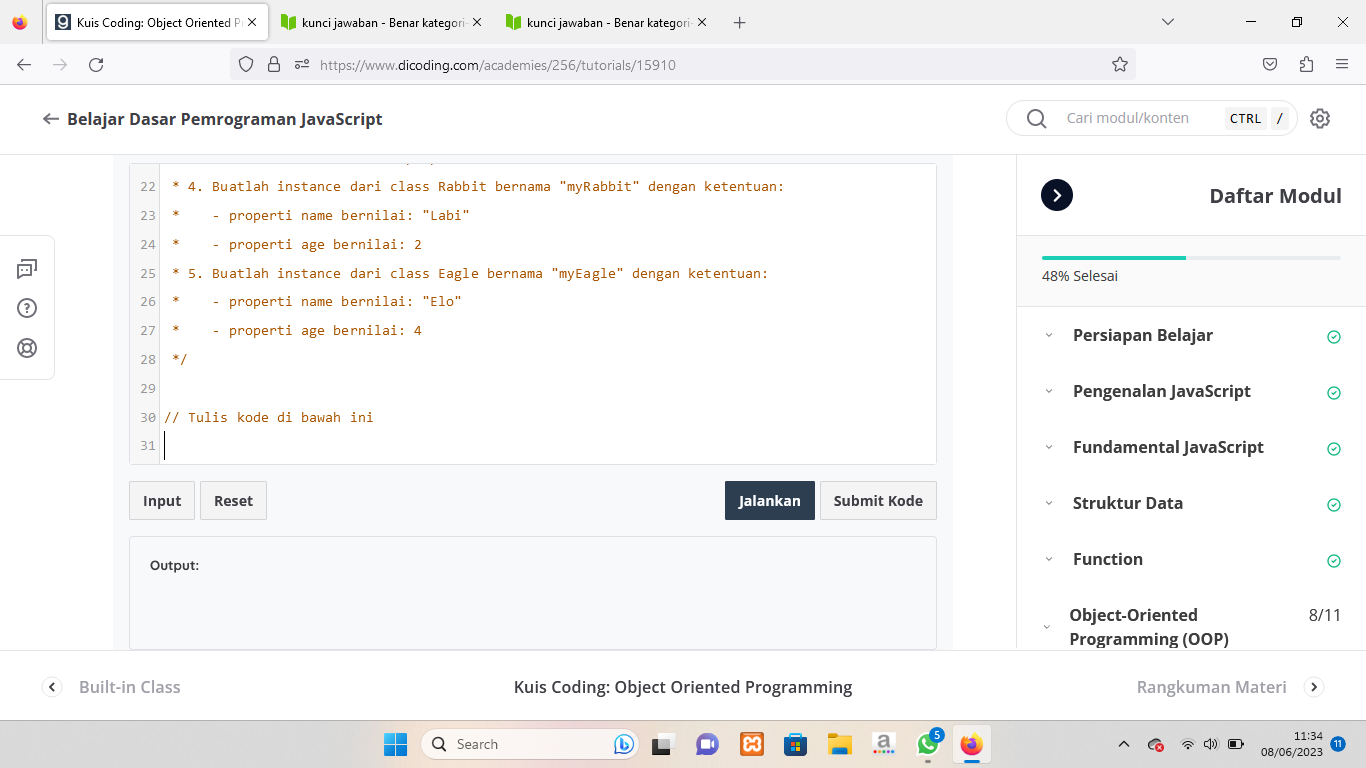 Kuis Coding: Object Oriented Pr
kunci jawaban - Benar kategori-
kunci jawaban - Benar kategori-
https://www.dicoding.com/academies/256/tutorials/15910
Belajar Dasar Pemrograman JavaScript
Cari modul/konten
CTRL /
22 * 4. Buatlah instance dari class Rabbit bernama "myRabbit" dengan ketentuan:
23 * - properti name bernilai: "Labi"
24 * - properti age bernilai: 2
25 * 5. Buatlah instance dari class Eagle bernama "myEagle" dengan ketentuan:
26 * - properti name bernilai: "Elo"
27 * - properti age bernilai: 4
28 */
29
30 // Tulis kode di bawah ini
31
Input
Reset
Jalankan
Submit Kode
Output:
Daftar Modul
48% Selesai
Persiapan Belajar
Pengenalan JavaScript
Fundamental JavaScript
Struktur Data
Function
Object-Oriented 8/11
Programming (OOP)
Built-in Class
Kuis Coding: Object Oriented Programming
Rangkuman Materi
Search
5
11:34
08/06/2023
11